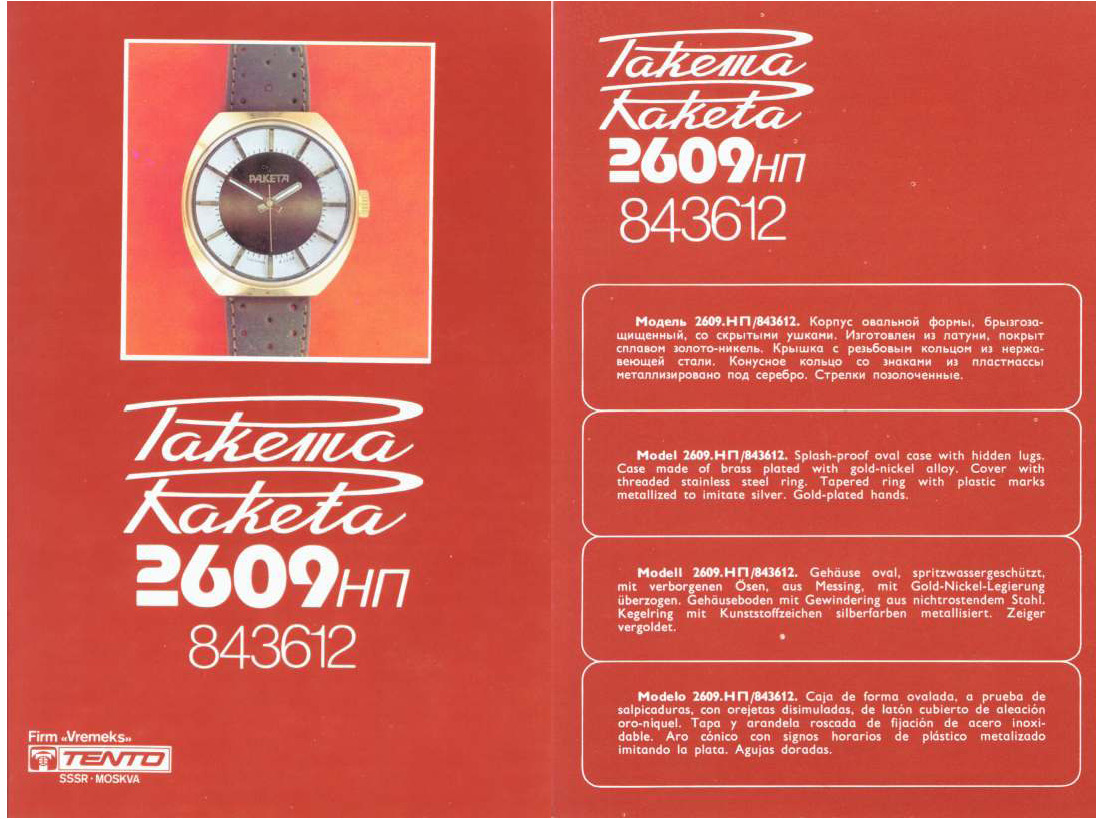 РАКЕТА
Ракета
Raketa
2609НП
843612
Firm «Vremeks»
TENTO
SSSR · MOSKVA
Ракета
Raketa
2609НП
843612
Модель 2609.НП/843612. Корпус овальной формы, брызгоза-
щищенный, со скрытыми ушками. Изготовлен из латуни, покрыт
сплавом золото-никель. Крышка с резьбовым кольцом из нержа-
веющей стали. Конусное кольцо со знаками из пластмассы
металлизировано под серебро. Стрелки позолоченные.
Model 2609.НП/843612. Splash-proof oval case with hidden lugs.
Case made of brass plated with gold-nickel alloy. Cover with
threaded stainless steel ring. Tapered ring with plastic marks
metallized to imitate silver. Gold-plated hands.
Modell 2609.НП/843612. Gehäuse oval, spritzwassergeschützt,
mit verborgenen Ösen, aus Messing, mit Gold-Nickel-Legierung
überzogen. Gehäuseboden mit Gewindering aus nichtrostendem Stahl.
Kegelring mit Kunststoffzeichen silberfarben metallisiert. Zeiger
vergoldet.
Modelo 2609.НП/843612. Caja de forma ovalada, a prueba de
salpicaduras, con orejetas disimuladas, de latón cubierto de aleación
oro-níquel. Tapa y arandela roscada de fijación de acero inoxi-
dable. Aro cónico con signos horarios de plástico metalizado
imitando la plata. Agujas doradas.